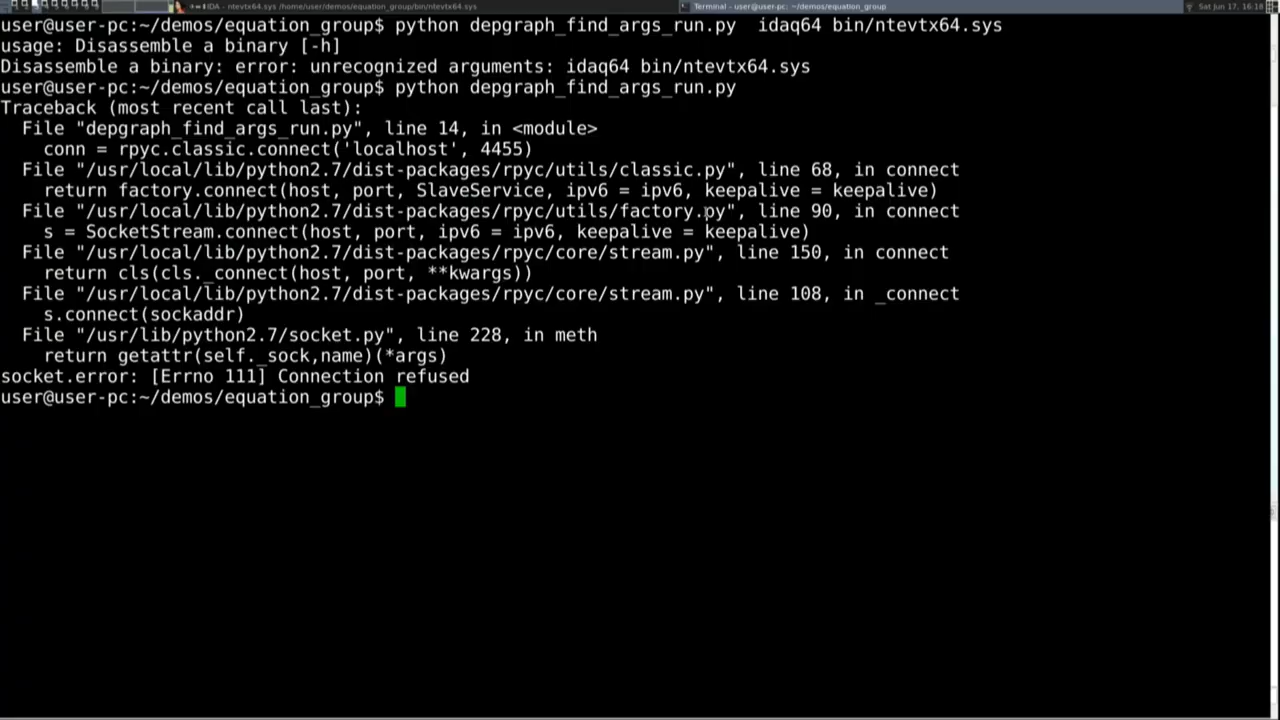 IDA - ntevtx64.sys /home/user/demos/equation_group/bin/ntevtx64.sys
Terminal - user@user-pc: ~/demos/equation_group
Sat Jun 17, 16:18
user@user-pc:~/demos/equation_group$ python depgraph_find_args_run.py  idaq64 bin/ntevtx64.sys
usage: Disassemble a binary [-h]
Disassemble a binary: error: unrecognized arguments: idaq64 bin/ntevtx64.sys
user@user-pc:~/demos/equation_group$ python depgraph_find_args_run.py
Traceback (most recent call last):
  File "depgraph_find_args_run.py", line 14, in <module>
    conn = rpyc.classic.connect('localhost', 4455)
  File "/usr/local/lib/python2.7/dist-packages/rpyc/utils/classic.py", line 68, in connect
    return factory.connect(host, port, SlaveService, ipv6 = ipv6, keepalive = keepalive)
  File "/usr/local/lib/python2.7/dist-packages/rpyc/utils/factory.py", line 90, in connect
    s = SocketStream.connect(host, port, ipv6 = ipv6, keepalive = keepalive)
  File "/usr/local/lib/python2.7/dist-packages/rpyc/core/stream.py", line 150, in connect
    return cls(cls._connect(host, port, **kwargs))
  File "/usr/local/lib/python2.7/dist-packages/rpyc/core/stream.py", line 108, in _connect
    s.connect(sockaddr)
  File "/usr/lib/python2.7/socket.py", line 228, in meth
    return getattr(self._sock,name)(*args)
socket.error: [Errno 111] Connection refused
user@user-pc:~/demos/equation_group$